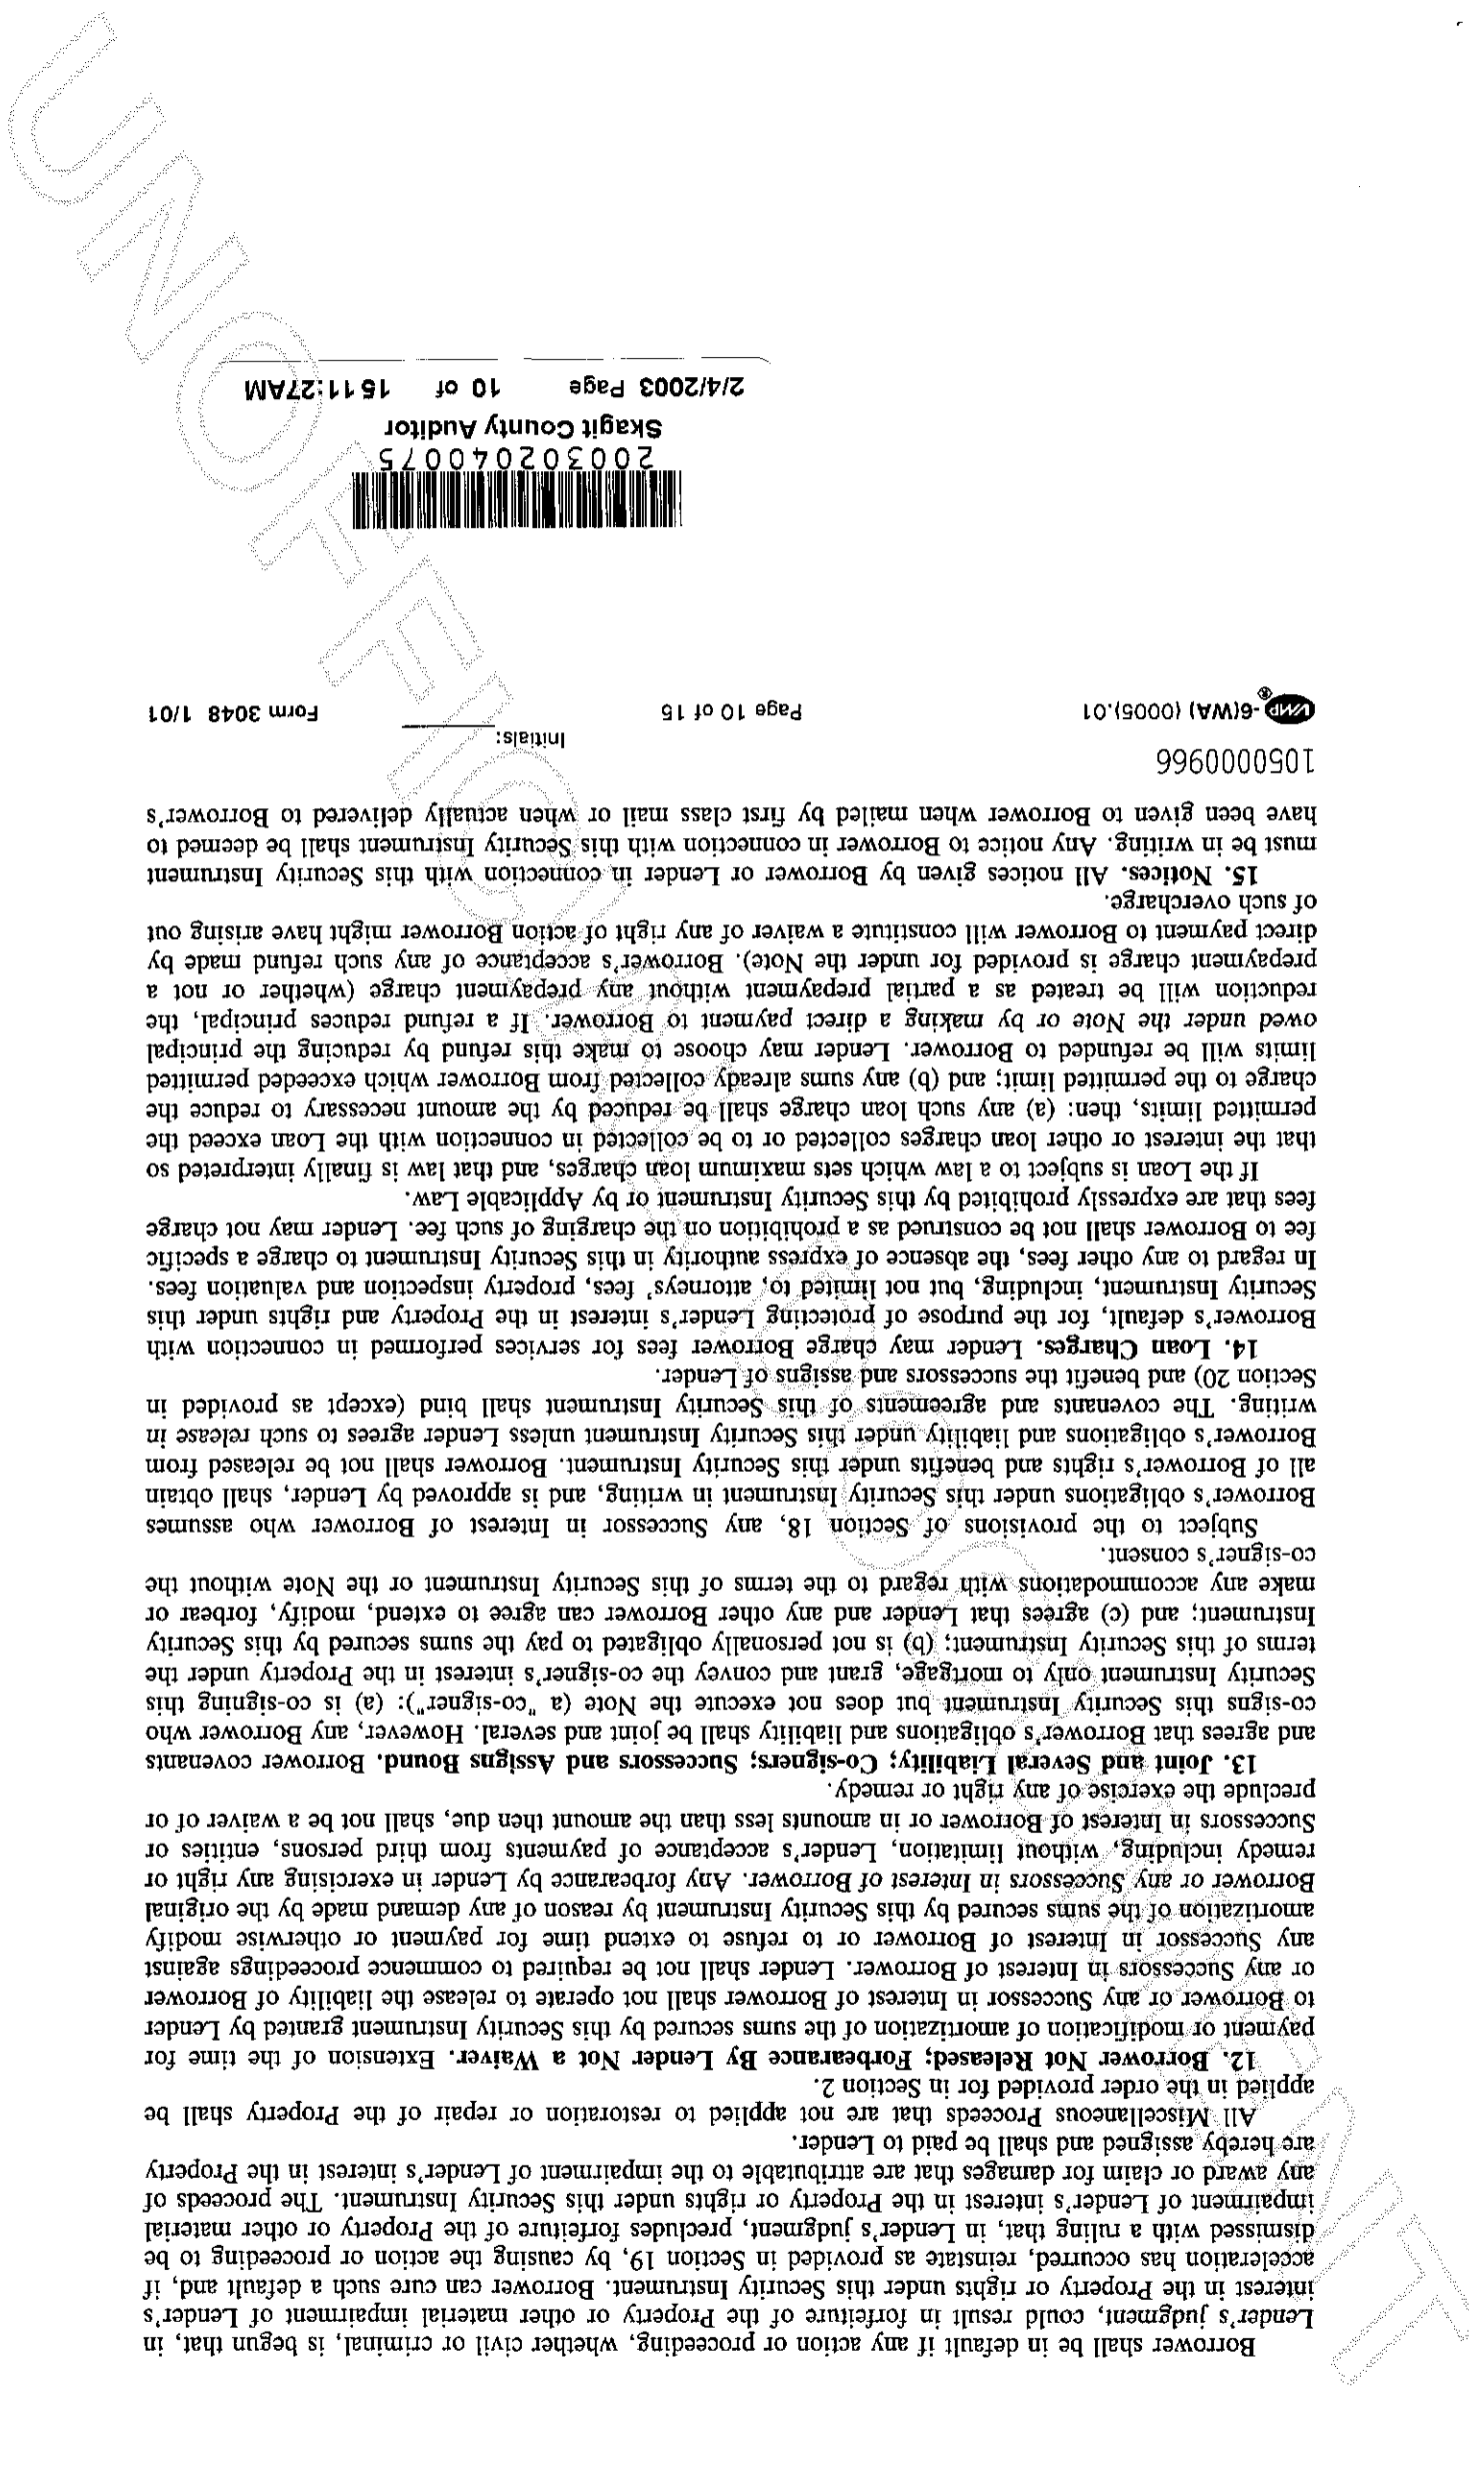 Borrower shall be in default if any action or proceeding, whether civil or criminal, is begun that, in
Lender's judgment, could result in forfeiture of the Property or other material impairment of Lender's
interest in the Property or rights under this Security Instrument. Borrower can cure such a default and, if
acceleration has occurred, reinstate as provided in Section 19, by causing the action or proceeding to be
dismissed with a ruling that, in Lender's judgment, precludes forfeiture of the Property or other material
impairment of Lender's interest in the Property or rights under this Security Instrument. The proceeds of
any award or claim for damages that are attributable to the impairment of Lender's interest in the Property
are hereby assigned and shall be paid to Lender.
All Miscellaneous Proceeds that are not applied to restoration or repair of the Property shall be
applied in the order provided for in Section 2.
12. Borrower Not Released; Forbearance By Lender Not a Waiver. Extension of the time for
payment or modification of amortization of the sums secured by this Security Instrument granted by Lender
to Borrower or any Successor in Interest of Borrower shall not operate to release the liability of Borrower
or any Successors in Interest of Borrower. Lender shall not be required to commence proceedings against
any Successor in Interest of Borrower or to refuse to extend time for payment or otherwise modify
amortization of the sums secured by this Security Instrument by reason of any demand made by the original
Borrower or any Successors in Interest of Borrower. Any forbearance by Lender in exercising any right or
remedy including, without limitation, Lender's acceptance of payments from third persons, entities or
Successors in Interest of Borrower or in amounts less than the amount then due, shall not be a waiver of or
preclude the exercise of any right or remedy.
13. Joint and Several Liability; Co-signers; Successors and Assigns Bound. Borrower covenants
and agrees that Borrower's obligations and liability shall be joint and several. However, any Borrower who
co-signs this Security Instrument but does not execute the Note (a "co-signer"): (a) is co-signing this
Security Instrument only to mortgage, grant and convey the co-signer's interest in the Property under the
terms of this Security Instrument; (b) is not personally obligated to pay the sums secured by this Security
Instrument; and (c) agrees that Lender and any other Borrower can agree to extend, modify, forbear or
make any accommodations with regard to the terms of this Security Instrument or the Note without the
co-signer's consent.
Subject to the provisions of Section 18, any Successor in Interest of Borrower who assumes
Borrower's obligations under this Security Instrument in writing, and is approved by Lender, shall obtain
all of Borrower's rights and benefits under this Security Instrument. Borrower shall not be released from
Borrower's obligations and liability under this Security Instrument unless Lender agrees to such release in
writing. The covenants and agreements of this Security Instrument shall bind (except as provided in
Section 20) and benefit the successors and assigns of Lender.
14. Loan Charges. Lender may charge Borrower fees for services performed in connection with
Borrower's default, for the purpose of protecting Lender's interest in the Property and rights under this
Security Instrument, including, but not limited to, attorneys' fees, property inspection and valuation fees.
In regard to any other fees, the absence of express authority in this Security Instrument to charge a specific
fee to Borrower shall not be construed as a prohibition on the charging of such fee. Lender may not charge
fees that are expressly prohibited by this Security Instrument or by Applicable Law.
If the Loan is subject to a law which sets maximum loan charges, and that law is finally interpreted so
that the interest or other loan charges collected or to be collected in connection with the Loan exceed the
permitted limits, then: (a) any such loan charge shall be reduced by the amount necessary to reduce the
charge to the permitted limit; and (b) any sums already collected from Borrower which exceeded permitted
limits will be refunded to Borrower. Lender may choose to make this refund by reducing the principal
owed under the Note or by making a direct payment to Borrower. If a refund reduces principal, the
reduction will be treated as a partial prepayment without any prepayment charge (whether or not a
prepayment charge is provided for under the Note). Borrower's acceptance of any such refund made by
direct payment to Borrower will constitute a waiver of any right of action Borrower might have arising out
of such overcharge.
15. Notices. All notices given by Borrower or Lender in connection with this Security Instrument
must be in writing. Any notice to Borrower in connection with this Security Instrument shall be deemed to
have been given to Borrower when mailed by first class mail or when actually delivered to Borrower's
1050000966
Initials:
VMP®-6(WA) (0005).01 Page 10 of 15 Form 3048 1/01
200302040075
Skagit County Auditor
2/4/2003 Page 10 of 15 11:27AM
UNOFFICIAL DOCUMENT